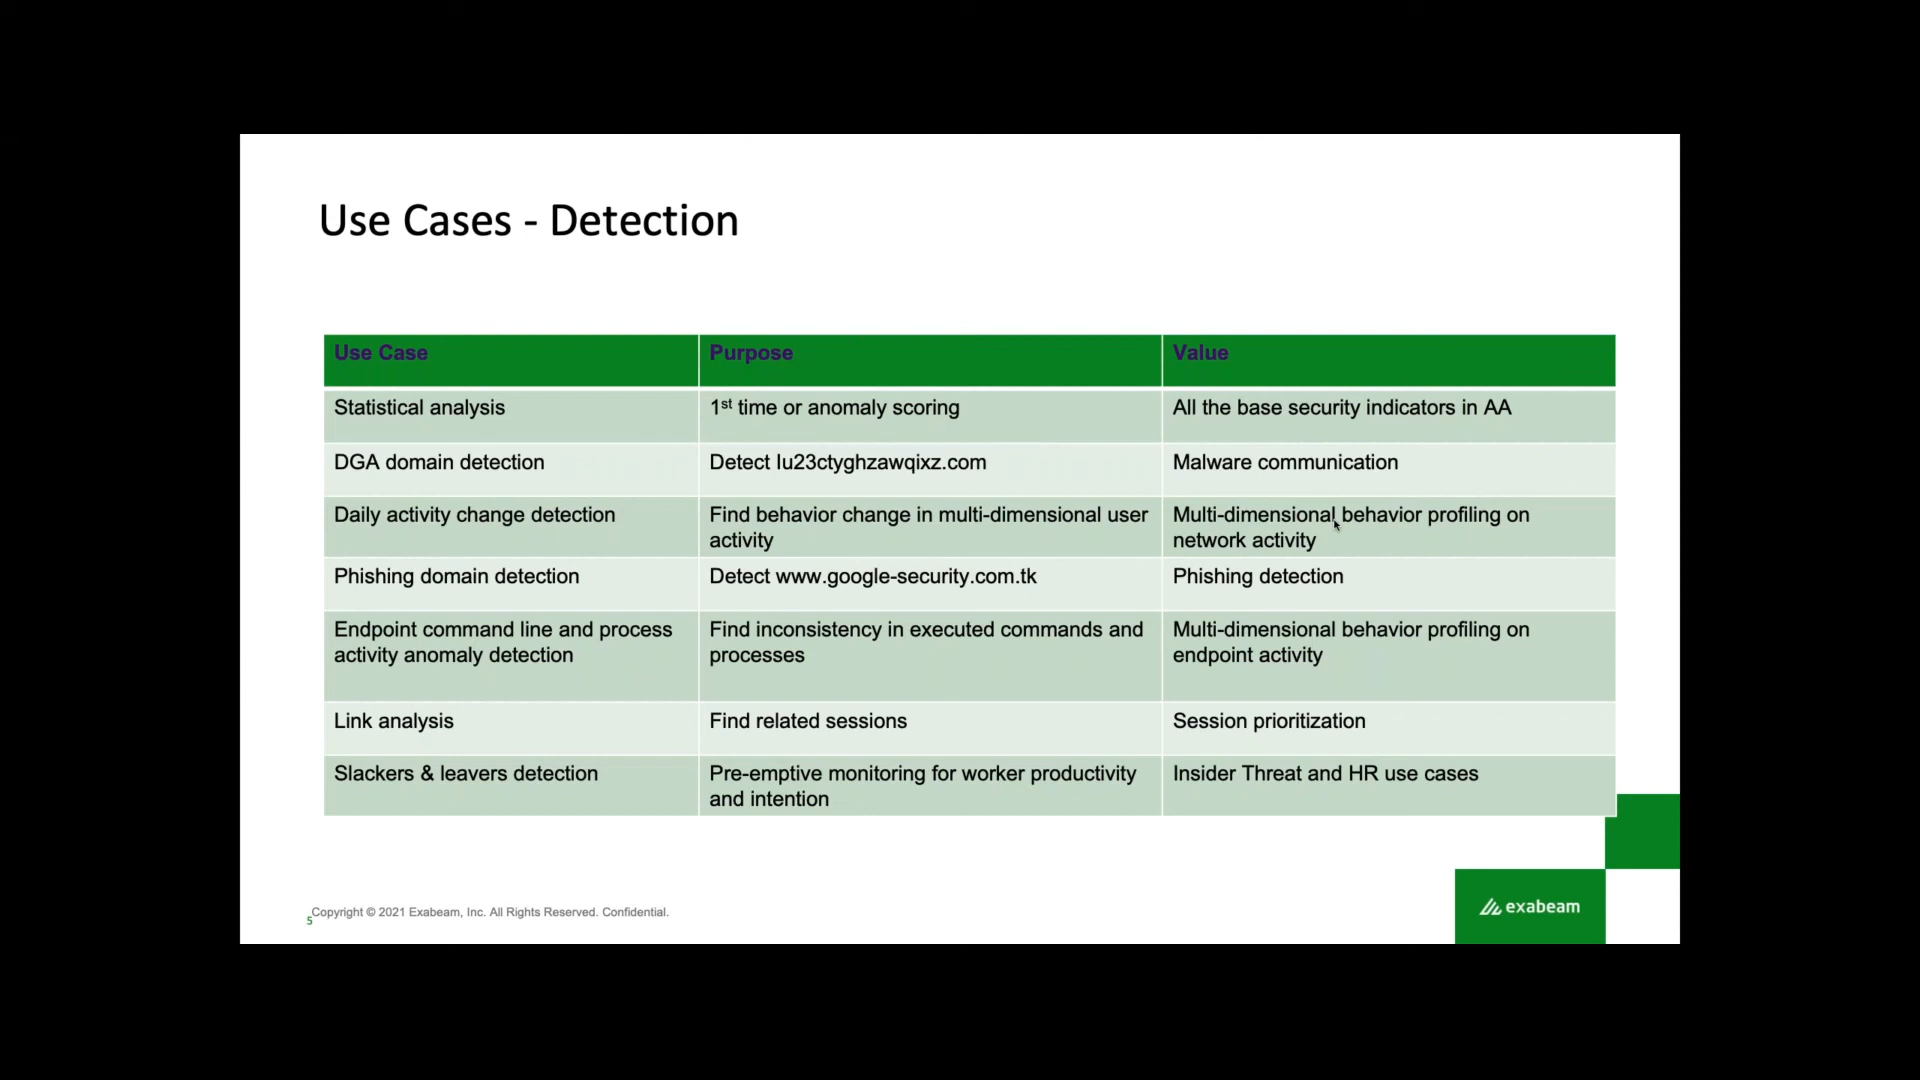 Use Cases - Detection
Use Case
Purpose
Value
Statistical analysis
1st time or anomaly scoring
All the base security indicators in AA
DGA domain detection
Detect Iu23ctyghzawqixz.com
Malware communication
Daily activity change detection
Find behavior change in multi-dimensional user
activity
Multi-dimensional behavior profiling on
network activity
Phishing domain detection
Detect www.google-security.com.tk
Phishing detection
Endpoint command line and process
activity anomaly detection
Find inconsistency in executed commands and
processes
Multi-dimensional behavior profiling on
endpoint activity
Link analysis
Find related sessions
Session prioritization
Slackers & leavers detection
Pre-emptive monitoring for worker productivity
and intention
Insider Threat and HR use cases
Copyright © 2021 Exabeam, Inc. All Rights Reserved. Confidential.
5
exabeam